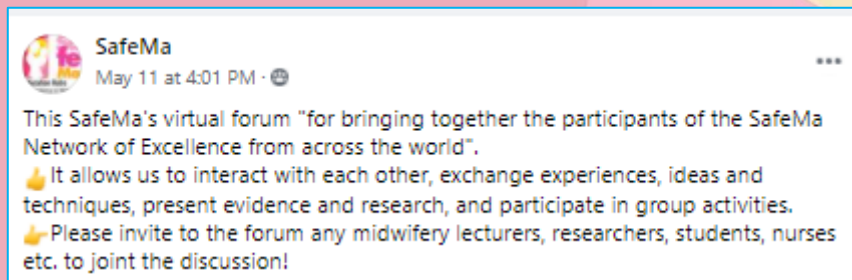 SafeMa
May 11 at 4:01 PM ·
This SafeMa's virtual forum "for bringing together the participants of the SafeMa
Network of Excellence from across the world".
👍It allows us to interact with each other, exchange experiences, ideas and
techniques, present evidence and research, and participate in group activities.
👉Please invite to the forum any midwifery lecturers, researchers, students, nurses
etc. to joint the discussion!